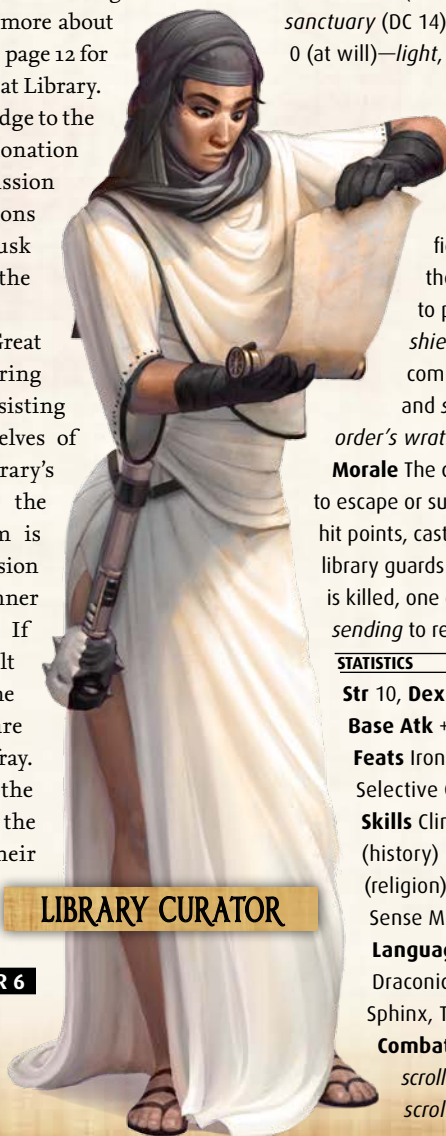 more about
page 12 for
at Library.
dge to the
onation
ission
ons
usk
the
Great
ring
sisting
elves of
rary's
the
n is
sion
nner
If
lt
ne
are
ray.
the
the
heir
LIBRARY CURATOR
R 6
sanctuary (DC 14)
0 (at will)—light,
fi
the
to p
shie
com
and s
order's wrat
Morale The c
to escape or su
hit points, cast
library guards
is killed, one
sending to re
STATISTICS
Str 10, Dex
Base Atk +
Feats Iron
Selective
Skills Clim
(history)
(religion)
Sense M
Languag
Draconic
Sphinx, T
Combat
scroll
scrol